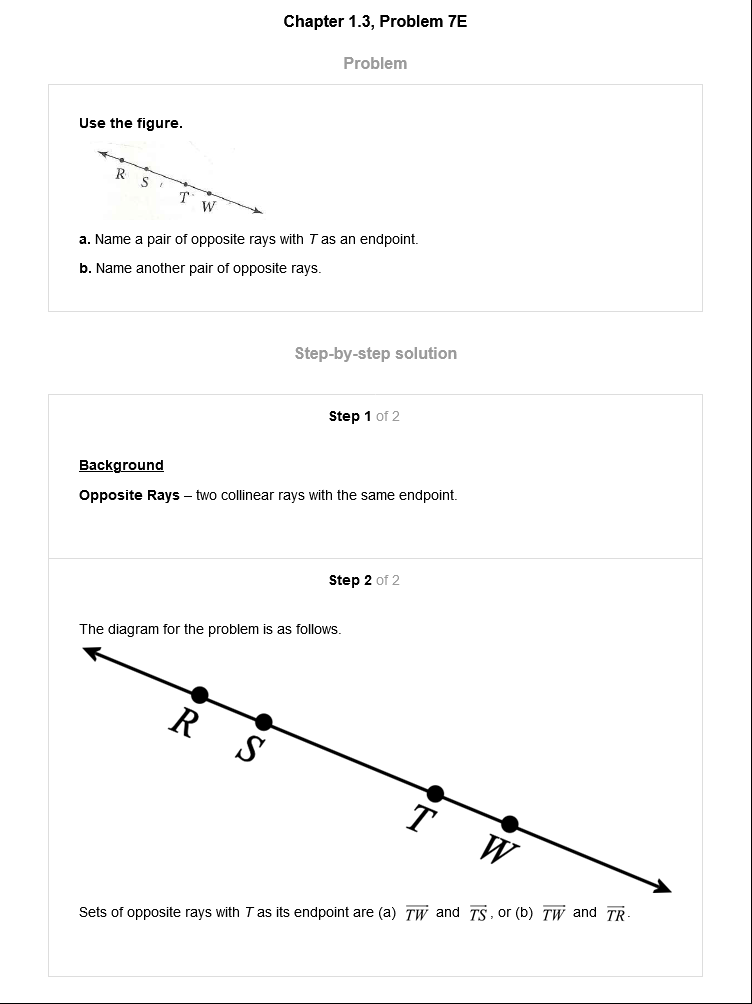 Chapter 1.3, Problem 7E
Problem
Use the figure.
R S T W
a. Name a pair of opposite rays with T as an endpoint.
b. Name another pair of opposite rays.
Step-by-step solution
Step 1 of 2
Background
Opposite Rays – two collinear rays with the same endpoint.
Step 2 of 2
The diagram for the problem is as follows.
R S T W
Sets of opposite rays with T as its endpoint are (a) $\overrightarrow{TW}$ and $\overrightarrow{TS}$, or (b) $\overrightarrow{TW}$ and $\overrightarrow{TR}$.